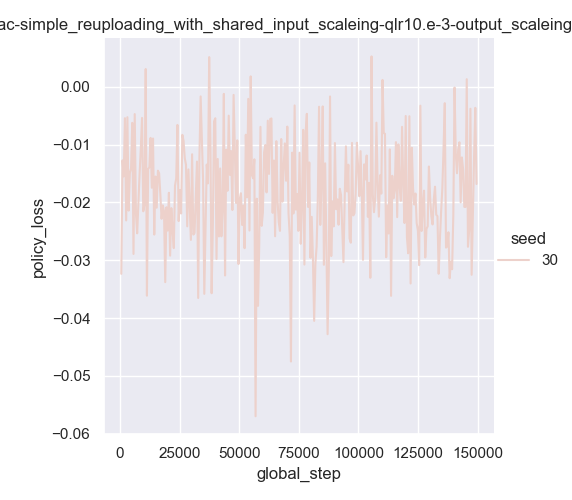 ac-simple_reuploading_with_shared_input_scaleing-qlr10.e-3-output_scaleing
0.00
−0.01
−0.02
−0.03
−0.04
−0.05
−0.06
policy_loss
0 25000 50000 75000 100000 125000 150000
global_step
seed
30